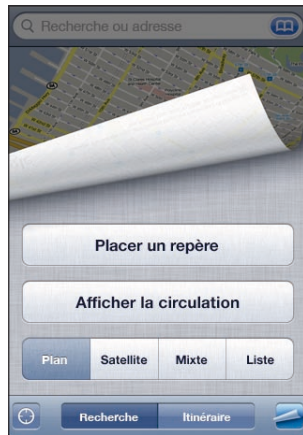 Recherche ou adresse
Placer un repère
Afficher la circulation
Plan Satellite Mixte Liste
Recherche Itinéraire